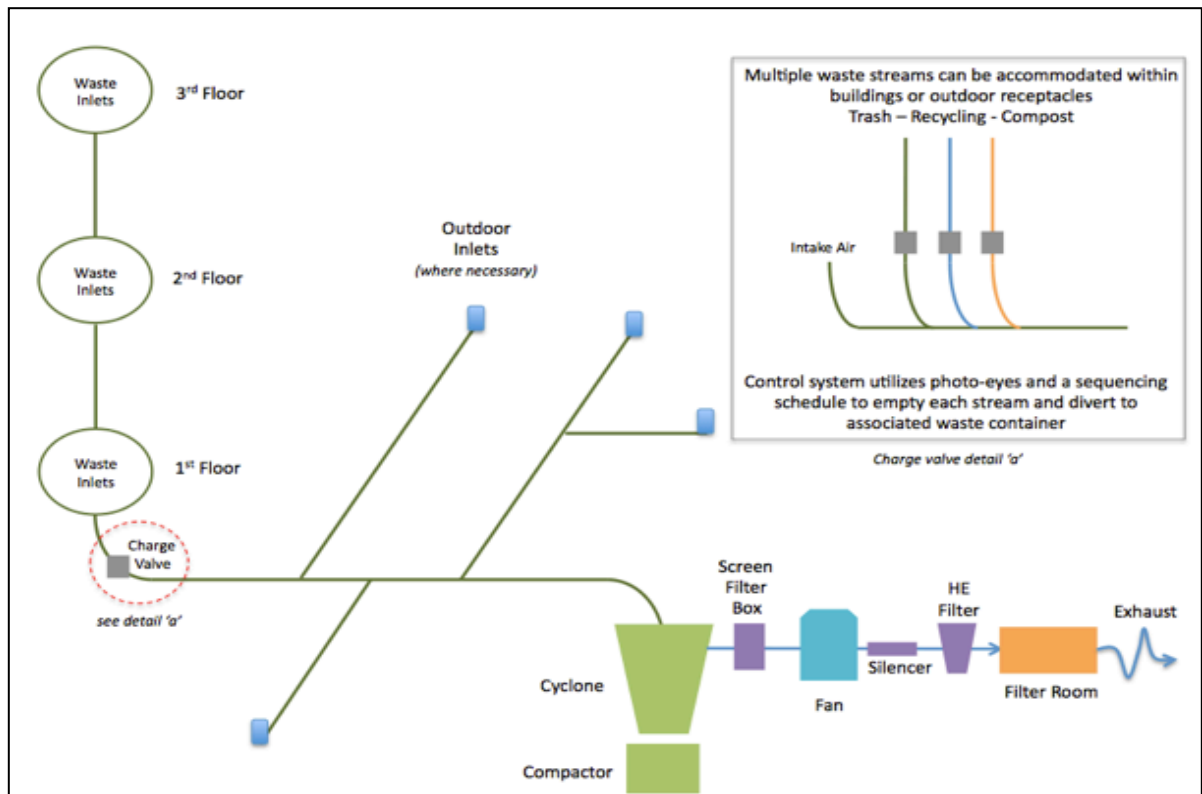 Waste
Inlets
3rd Floor
Waste
Inlets
2nd Floor
Waste
Inlets
1st Floor
Charge
Valve
see detail 'a'
Outdoor
Inlets
(where necessary)
Multiple waste streams can be accommodated within
buildings or outdoor receptacles
Trash – Recycling - Compost
Intake Air
Control system utilizes photo-eyes and a sequencing
schedule to empty each stream and divert to
associated waste container
Charge valve detail 'a'
Cyclone
Compactor
Screen
Filter
Box
Fan
Silencer
HE
Filter
Filter Room
Exhaust